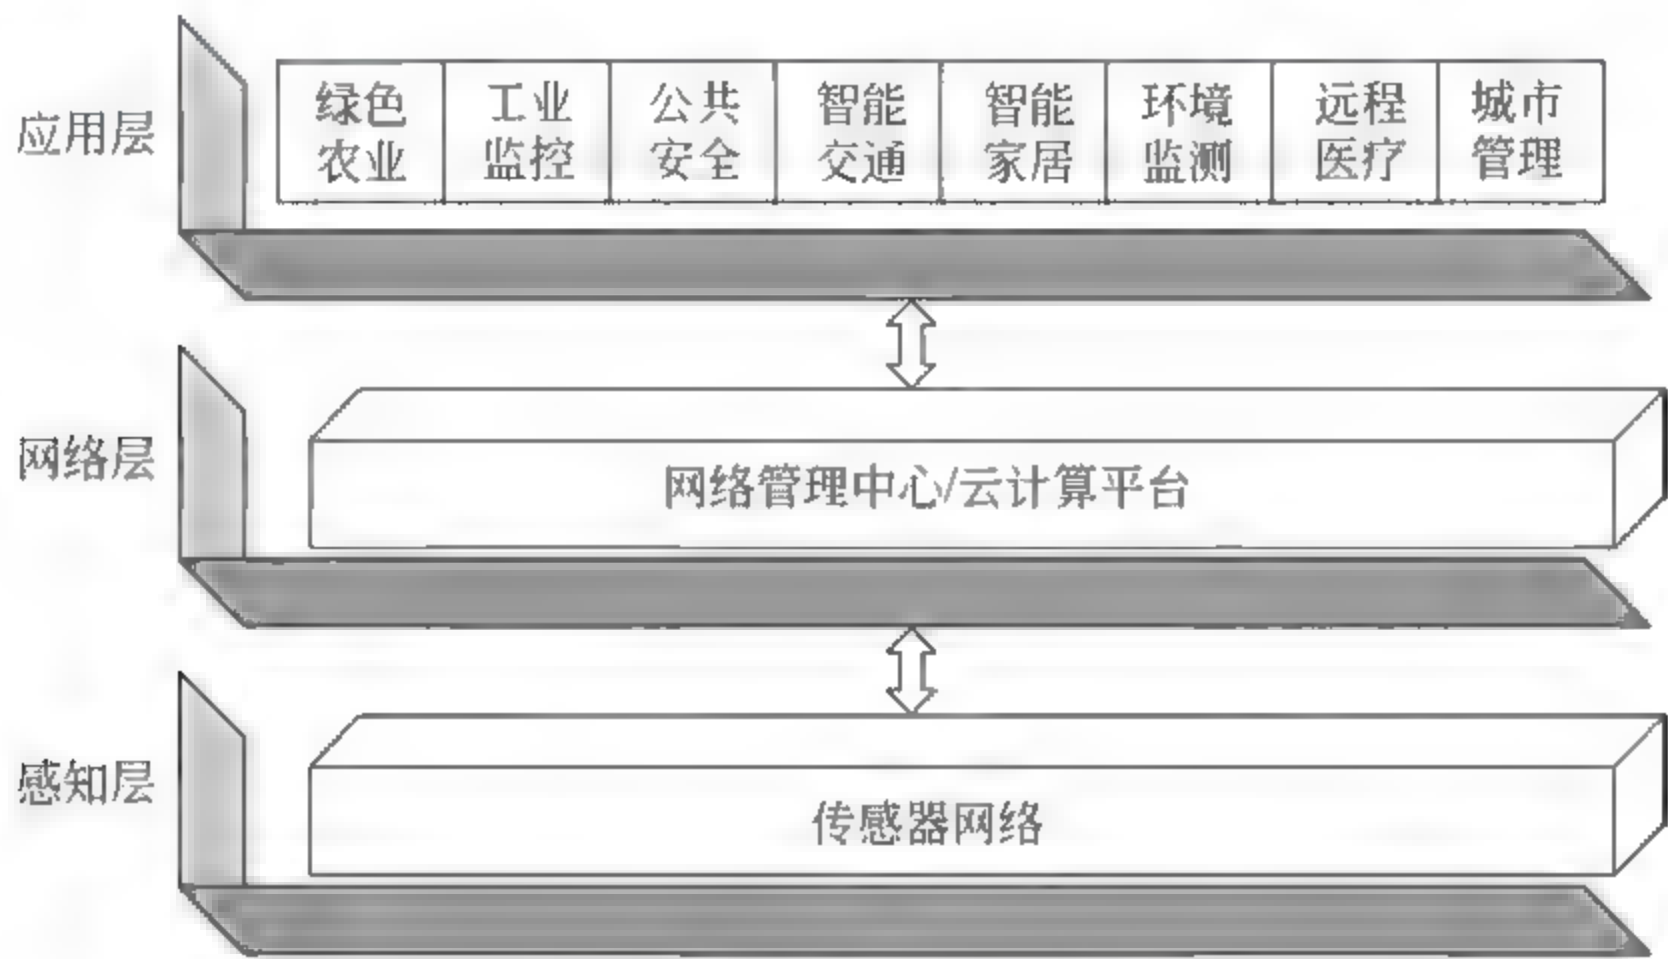 绿色 工业 公共 智能 智能 环境 远程 城市
应用层
农业 监控 安全 交通 家居 监测 医疗 管理
网络层
网络管理中心/云计算平台
感知层
传感器网络